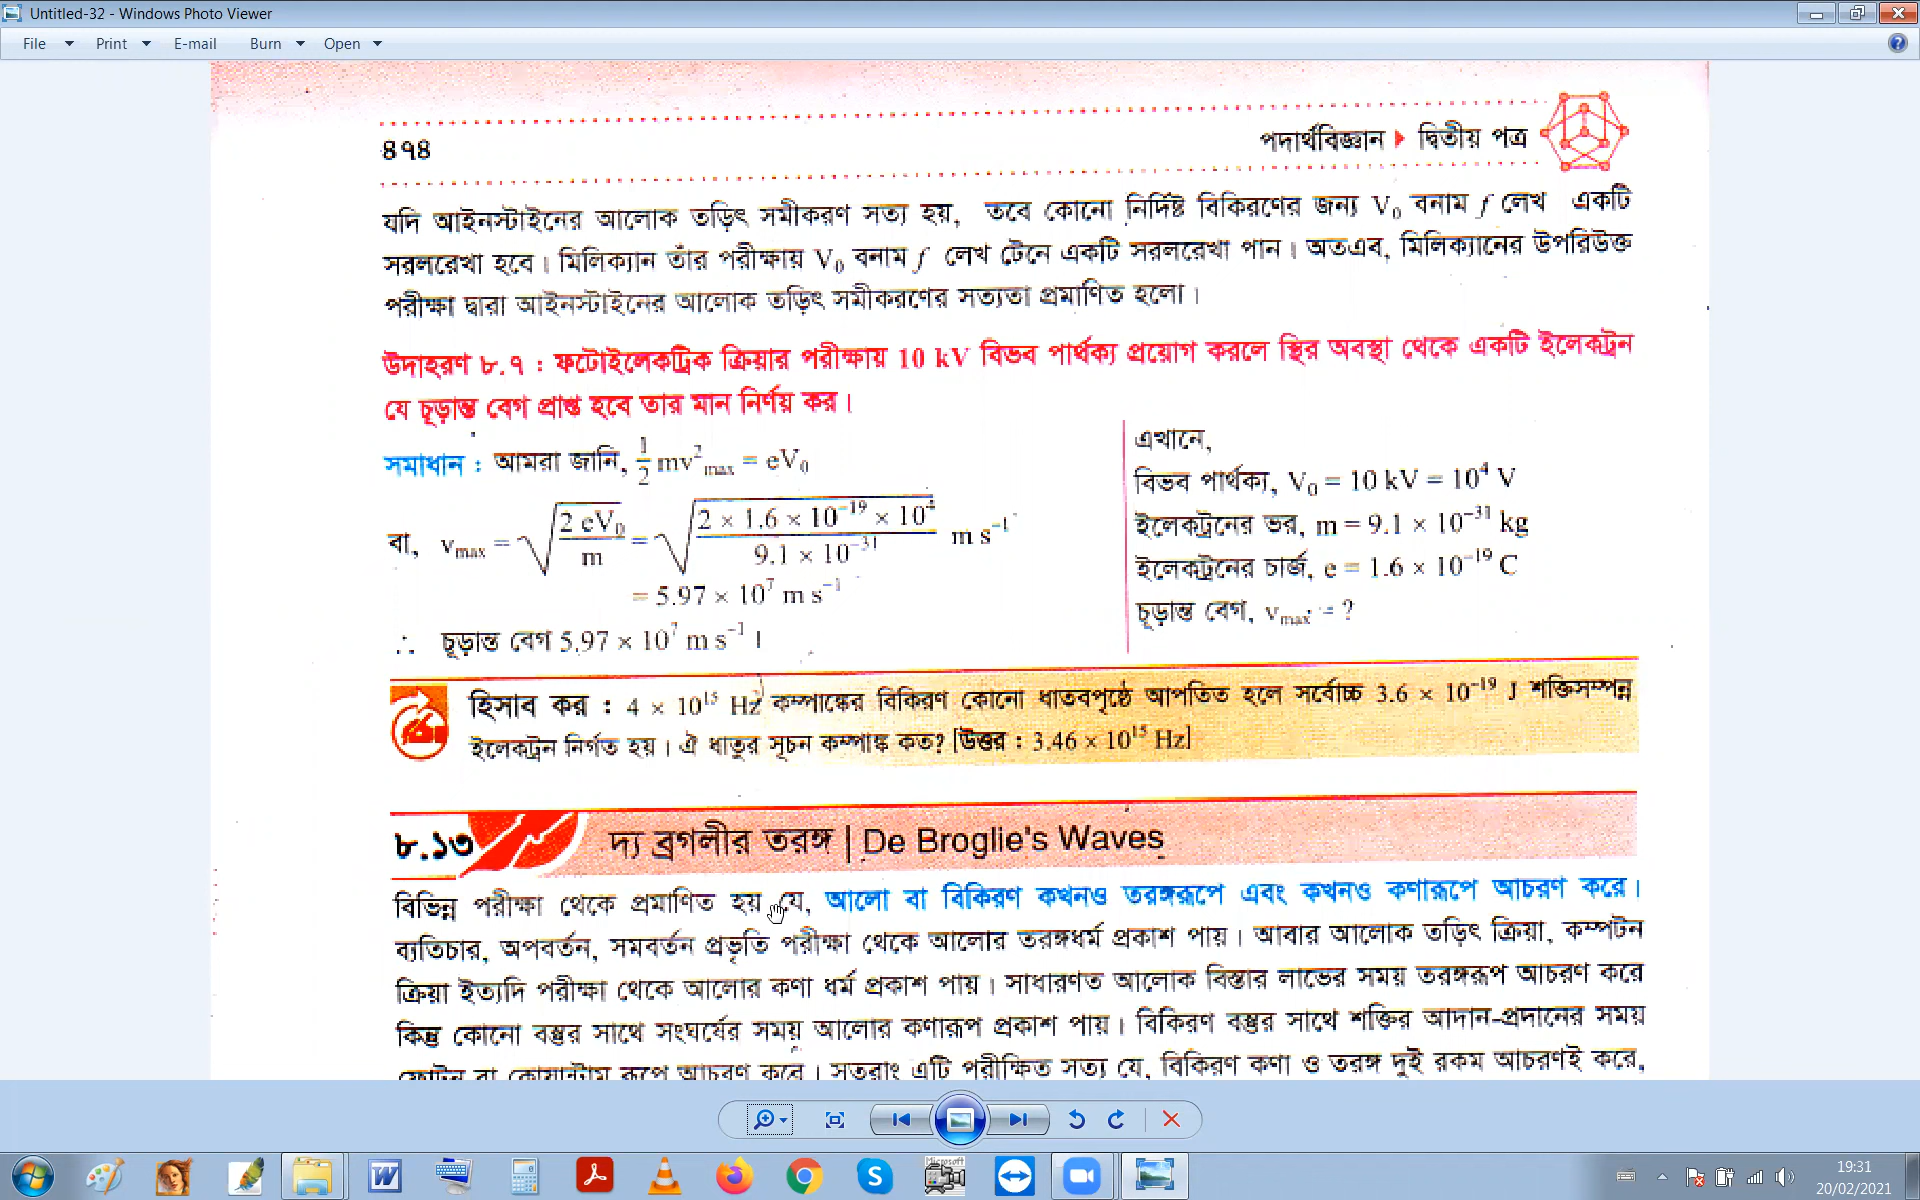 Untitled-32 - Windows Photo Viewer
File Print E-mail Burn Open
৪৭৪
পদার্থবিজ্ঞান দ্বিতীয় পত্র
যদি আইনস্টাইনের আলোক তড়িৎ সমীকরণ সত্য হয়, তবে কোনো নির্দিষ্ট বিকিরণের জন্য V₀ বনাম f লেখ একটি
সরলরেখা হবে। মিলিক্যান তাঁর পরীক্ষায় V₀ বনাম f লেখ টেনে একটি সরলরেখা পান। অতএব, মিলিক্যানের উপরিউক্ত
পরীক্ষা দ্বারা আইনস্টাইনের আলোক তড়িৎ সমীকরণের সত্যতা প্রমাণিত হলো।
উদাহরণ ৮.৭ : ফটোইলেকট্রিক ক্রিয়ার পরীক্ষায় 10 kV বিভব পার্থক্য প্রয়োগ করলে স্থির অবস্থা থেকে একটি ইলেকট্রন
যে চূড়ান্ত বেগ প্রাপ্ত হবে তার মান নির্ণয় কর।
সমাধান : আমরা জানি, 1/2 mv²max = eV₀
বা, vmax = √(2 eV₀ / m) = √(2 × 1.6 × 10⁻¹⁹ × 10⁴ / 9.1 × 10⁻³¹) m s⁻¹
= 5.97 × 10⁷ m s⁻¹
∴ চূড়ান্ত বেগ 5.97 × 10⁷ m s⁻¹।
এখানে,
বিভব পার্থক্য, V₀ = 10 kV = 10⁴ V
ইলেকট্রনের ভর, m = 9.1 × 10⁻³¹ kg
ইলেকট্রনের চার্জ, e = 1.6 × 10⁻¹⁹ C
চূড়ান্ত বেগ, vmax = ?
হিসাব কর : 4 × 10¹⁵ Hz কম্পাঙ্কের বিকিরণ কোনো ধাতবপৃষ্ঠে আপতিত হলে সর্বোচ্চ 3.6 × 10⁻¹⁹ J শক্তিসম্পন্ন
ইলেকট্রন নির্গত হয়। ঐ ধাতুর সূচন কম্পাঙ্ক কত? [উত্তর : 3.46 × 10¹⁵ Hz]
৮.১৩ দ্য ব্রগলীর তরঙ্গ | De Broglie's Waves
বিভিন্ন পরীক্ষা থেকে প্রমাণিত হয় যে, আলো বা বিকিরণ কখনও তরঙ্গরূপে এবং কখনও কণারূপে আচরণ করে।
ব্যতিচার, অপবর্তন, সমবর্তন প্রভৃতি পরীক্ষা থেকে আলোর তরঙ্গধর্ম প্রকাশ পায়। আবার আলোক তড়িৎ ক্রিয়া, কম্পটন
ক্রিয়া ইত্যাদি পরীক্ষা থেকে আলোর কণা ধর্ম প্রকাশ পায়। সাধারণত আলোক বিস্তার লাভের সময় তরঙ্গরূপ আচরণ করে
কিন্তু কোনো বস্তুর সাথে সংঘর্ষের সময় আলোর কণারূপ প্রকাশ পায়। বিকিরণ বস্তুর সাথে শক্তির আদান-প্রদানের সময়
ফোটন বা কোয়ান্টাম রূপে আচরণ করে। সুতরাং এটি পরীক্ষিত সত্য যে, বিকিরণ কণা ও তরঙ্গ দুই রকম আচরণই করে,
19:31
20/02/2021